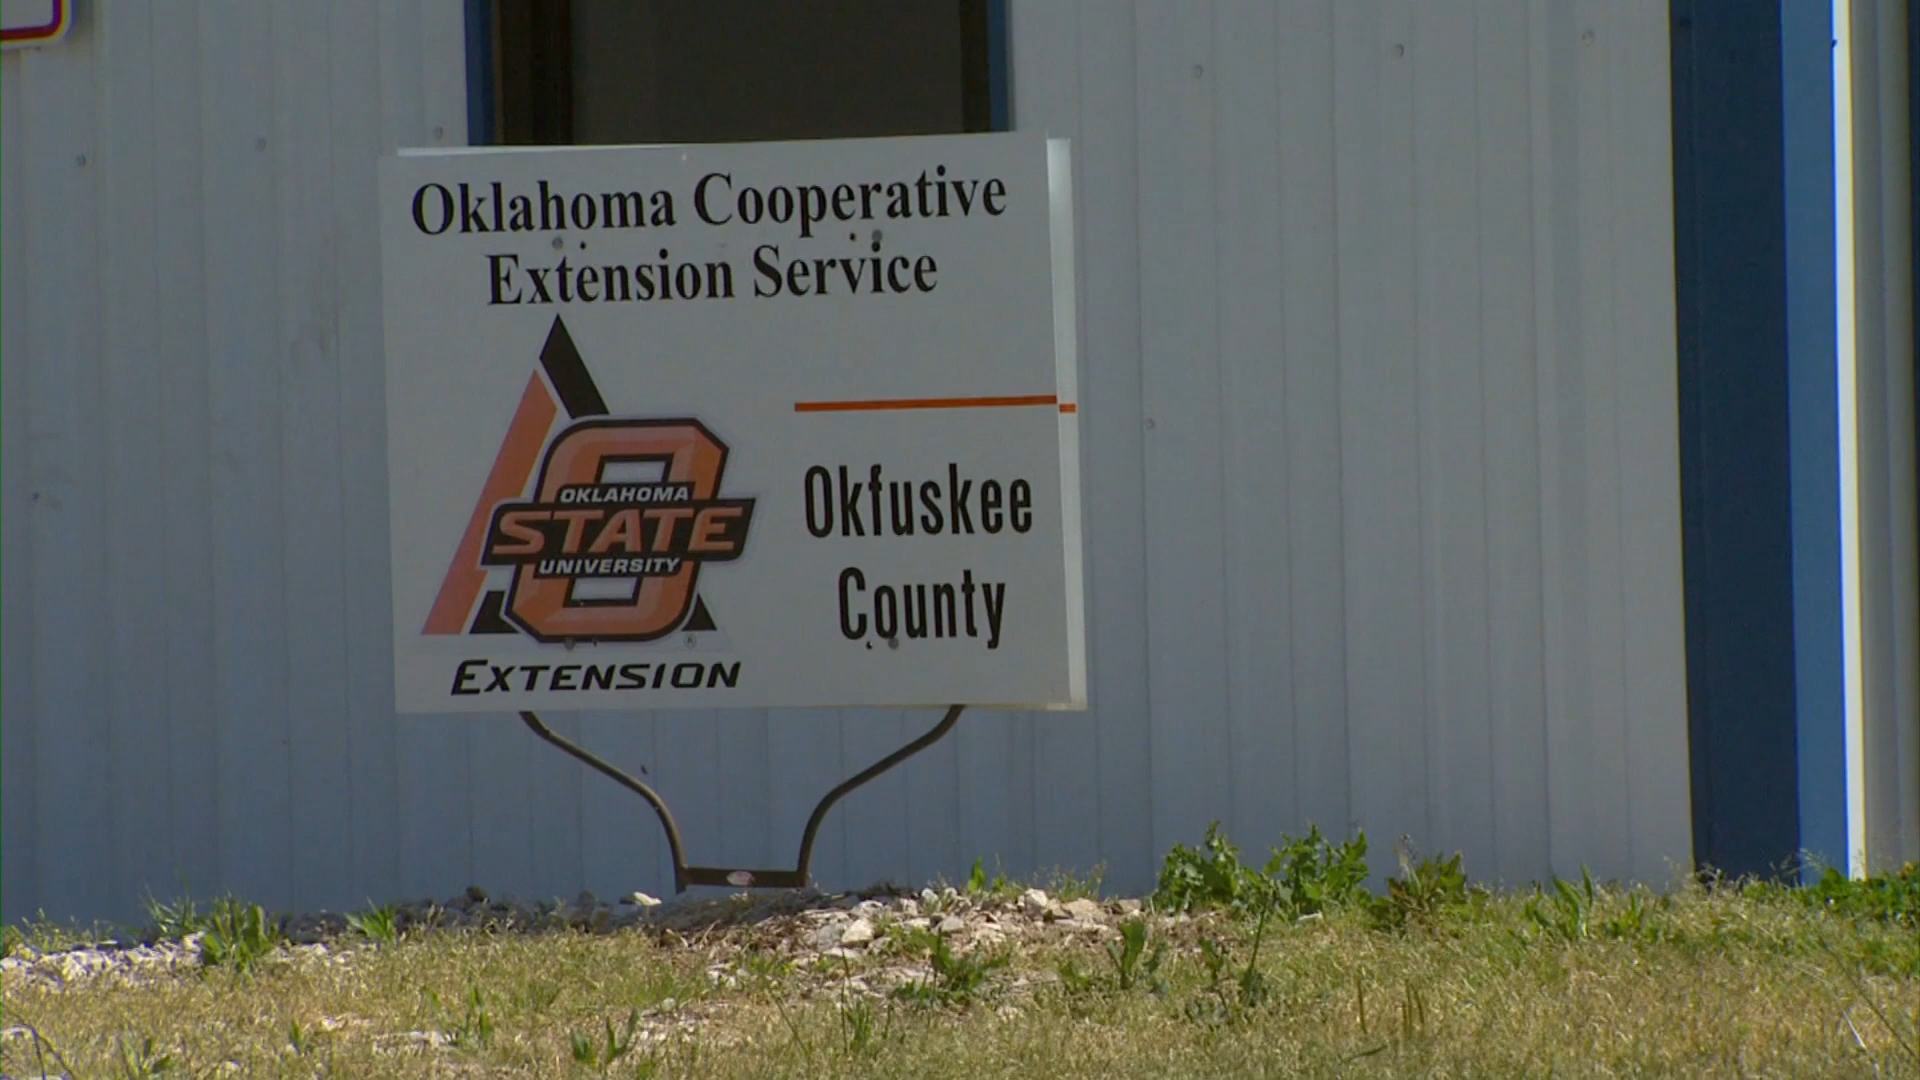 Oklahoma Cooperative
Extension Service
OKLAHOMA
STATE
UNIVERSITY
®
EXTENSION
Okfuskee
County